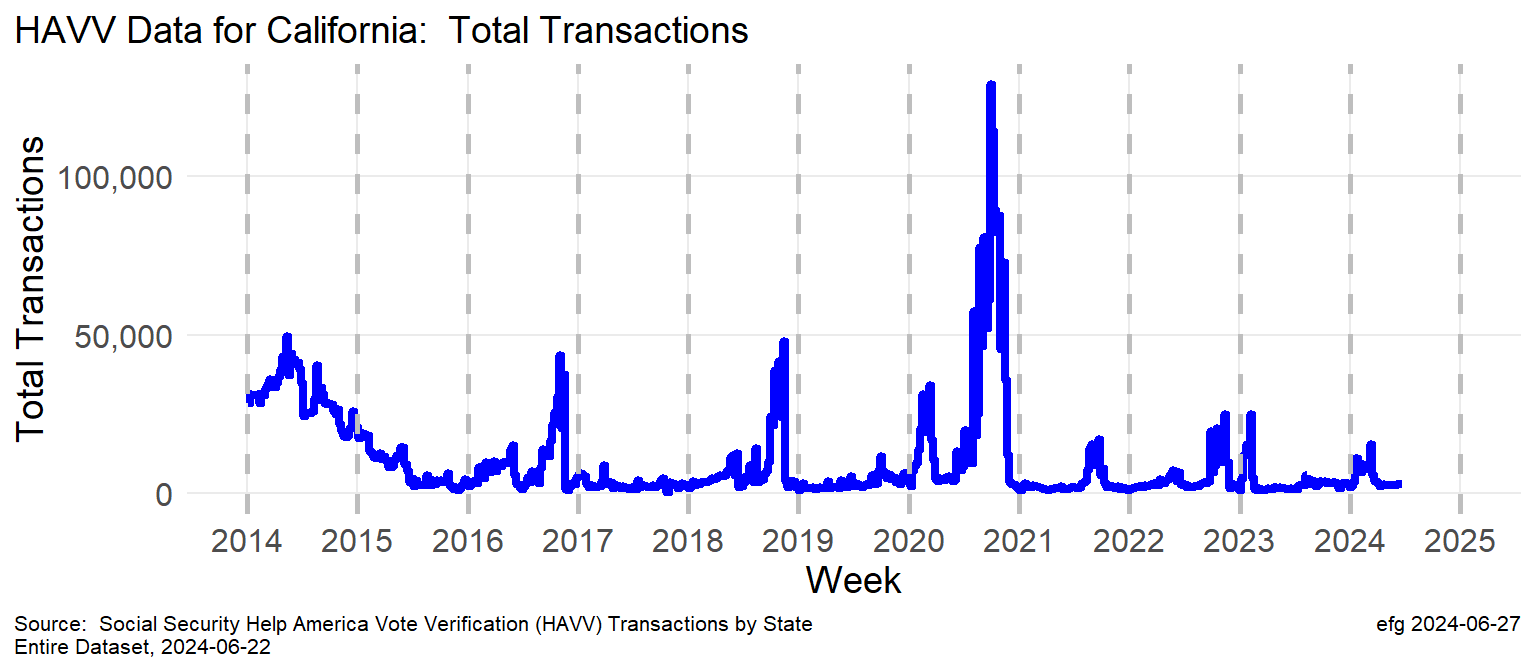 HAVV Data for California:  Total Transactions
Total Transactions
100,000
50,000
0
2014 2015 2016 2017 2018 2019 2020 2021 2022 2023 2024 2025
Week
Source:  Social Security Help America Vote Verification (HAVV) Transactions by State
efg 2024-06-27
Entire Dataset, 2024-06-22